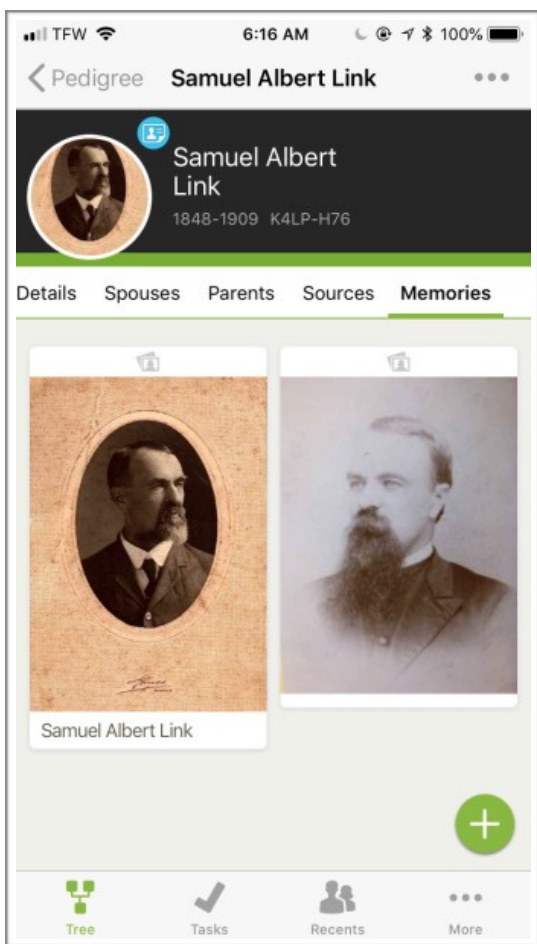 TFW 6:16 AM 100%
Pedigree Samuel Albert Link
Samuel Albert
Link
1848-1909 K4LP-H76
Details Spouses Parents Sources Memories
Samuel Albert Link
Tree Tasks Recents More